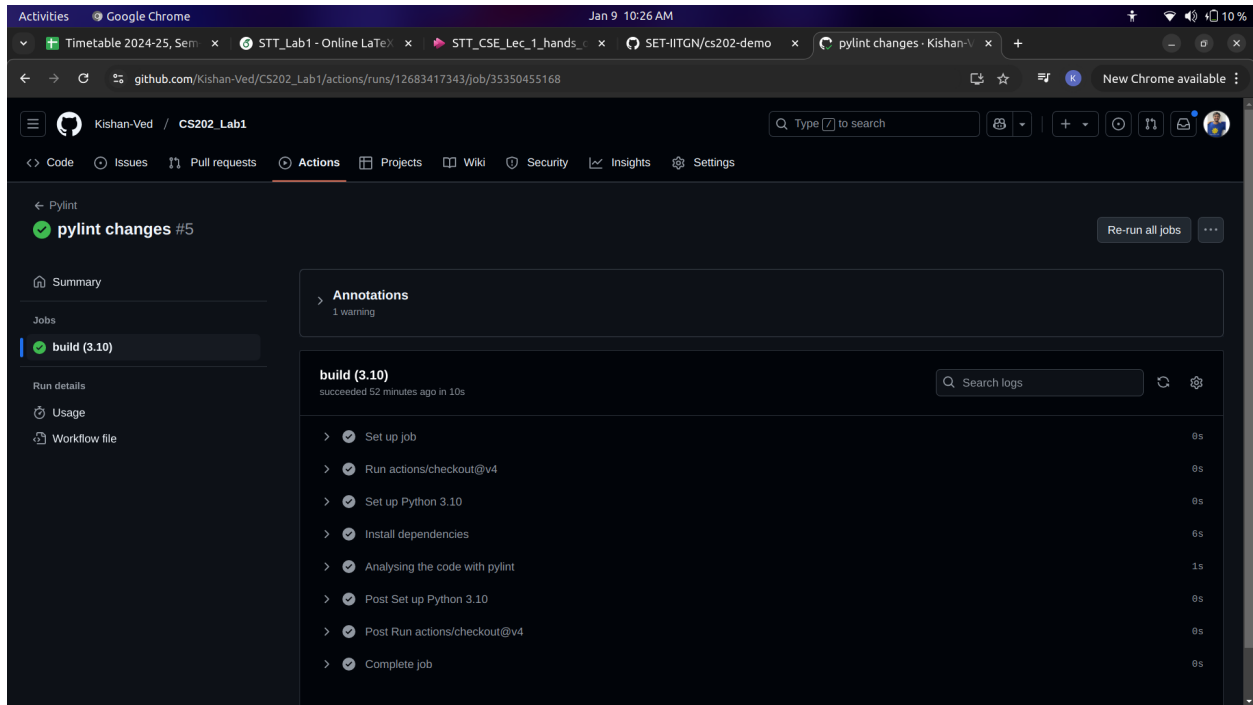 Activities Google Chrome Jan 9 10:26 AM 10 %
Timetable 2024-25, Sem STT_Lab1 - Online LaTeX STT_CSE_Lec_1_hands_ SET-IITGN/cs202-demo pylint changes · Kishan-V
github.com/Kishan-Ved/CS202_Lab1/actions/runs/12683417343/job/35350455168 K New Chrome available
Kishan-Ved / CS202_Lab1 Type / to search
Code Issues Pull requests Actions Projects Wiki Security Insights Settings
← Pylint
pylint changes #5
Re-run all jobs
Summary
Jobs
build (3.10)
Run details
Usage
Workflow file
Annotations
1 warning
build (3.10)
succeeded 52 minutes ago in 10s
Search logs
Set up job 0s
Run actions/checkout@v4 0s
Set up Python 3.10 0s
Install dependencies 6s
Analysing the code with pylint 1s
Post Set up Python 3.10 0s
Post Run actions/checkout@v4 0s
Complete job 0s